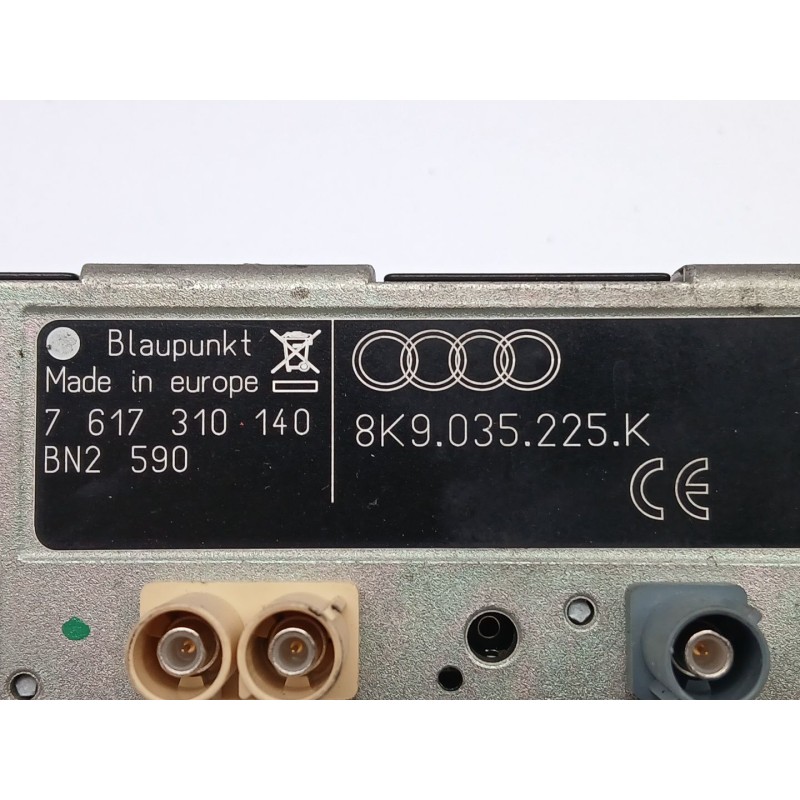 Blaupunkt
Made in europe
7 617 310 140
BN2 590
8K9.035.225.K
CE